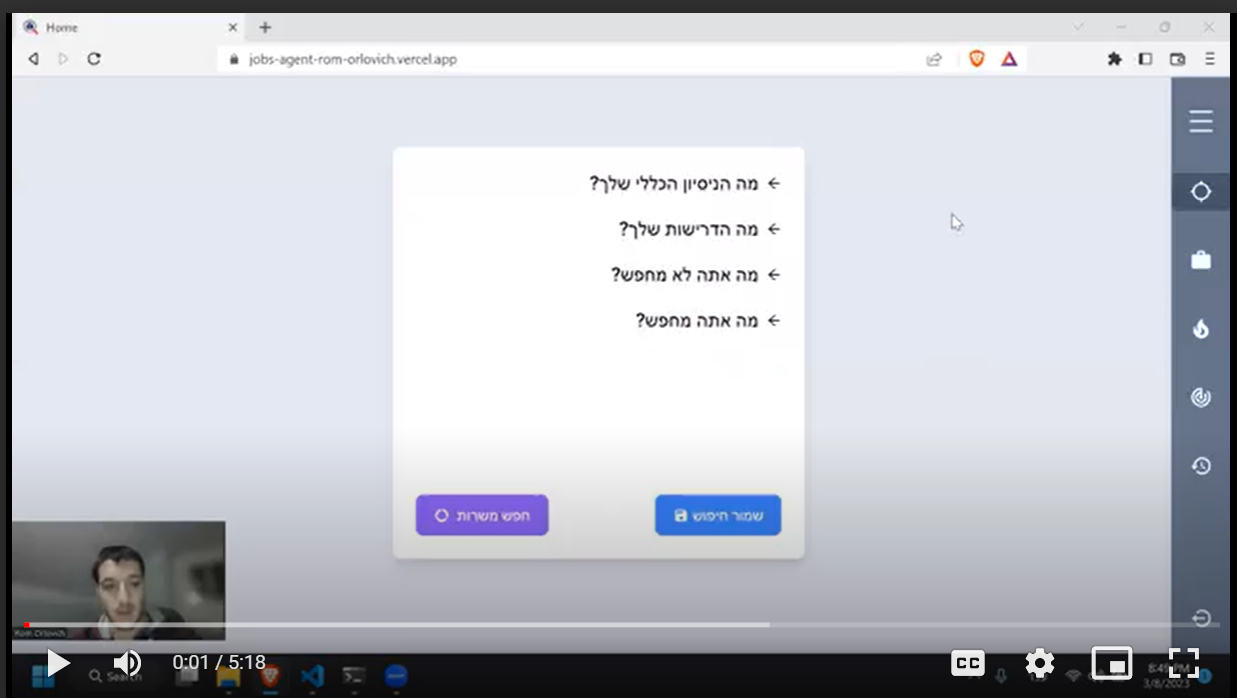 Home
jobs-agent-rom-orlovich.vercel.app
מה הניסיון הכללי שלך?
מה הדרישות שלך?
מה אתה לא מחפש?
מה אתה מחפש?
שמור חיפוש
חפש משרות
Rom Orlovich
0:01 / 5:18
CC
Search
8:49 PM
3/8/2023